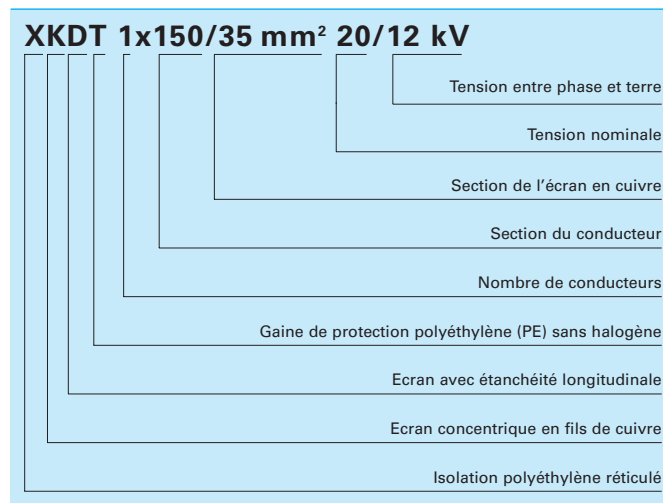 XKDT 1x150/35 mm² 20/12 kV
Tension entre phase et terre
Tension nominale
Section de l’écran en cuivre
Section du conducteur
Nombre de conducteurs
Gaine de protection polyéthylène (PE) sans halogène
Ecran avec étanchéité longitudinale
Ecran concentrique en fils de cuivre
Isolation polyéthylène réticulé